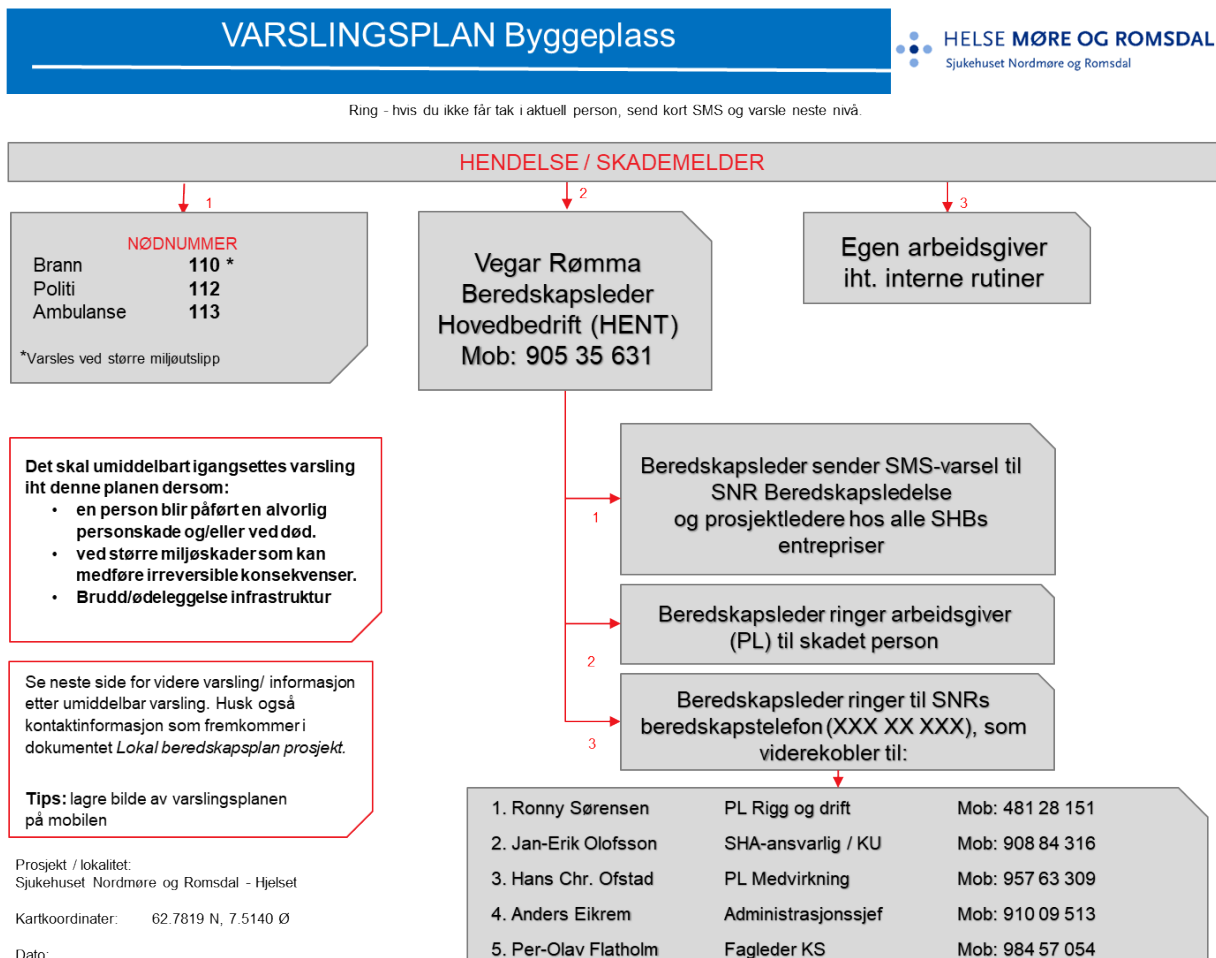 VARSLINGSPLAN Byggeplass
HELSE MØRE OG ROMSDAL
Sjukehuset Nordmøre og Romsdal
Ring - hvis du ikke får tak i aktuell person, send kort SMS og varsle neste nivå.
HENDELSE / SKADEMELDER
1
2
3
NØDNUMMER
Brann 110 *
Politi 112
Ambulanse 113
*Varsles ved større miljøutslipp
Vegar Rømma
Beredskapsleder
Hovedbedrift (HENT)
Mob: 905 35 631
Egen arbeidsgiver
iht. interne rutiner
Det skal umiddelbart igangsettes varsling
iht denne planen dersom:
• en person blir påført en alvorlig
personskade og/eller ved død.
• ved større miljøskader som kan
medføre irreversible konsekvenser.
• Brudd/ødeleggelse infrastruktur
1
Beredskapsleder sender SMS-varsel til
SNR Beredskapsledelse
og prosjektledere hos alle SHBs
entrepriser
2
Beredskapsleder ringer arbeidsgiver
(PL) til skadet person
3
Beredskapsleder ringer til SNRs
beredskapstelefon (XXX XX XXX), som
viderekobler til:
Se neste side for videre varsling/ informasjon
etter umiddelbar varsling. Husk også
kontaktinformasjon som fremkommer i
dokumentet Lokal beredskapsplan prosjekt.
Tips: lagre bilde av varslingsplanen
på mobilen
1. Ronny Sørensen PL Rigg og drift Mob: 481 28 151
2. Jan-Erik Olofsson SHA-ansvarlig / KU Mob: 908 84 316
3. Hans Chr. Ofstad PL Medvirkning Mob: 957 63 309
4. Anders Eikrem Administrasjonssjef Mob: 910 09 513
5. Per-Olav Flatholm Fagleder KS Mob: 984 57 054
Prosjekt / lokalitet:
Sjukehuset Nordmøre og Romsdal - Hjelset
Kartkoordinater: 62.7819 N, 7.5140 Ø
Dato: